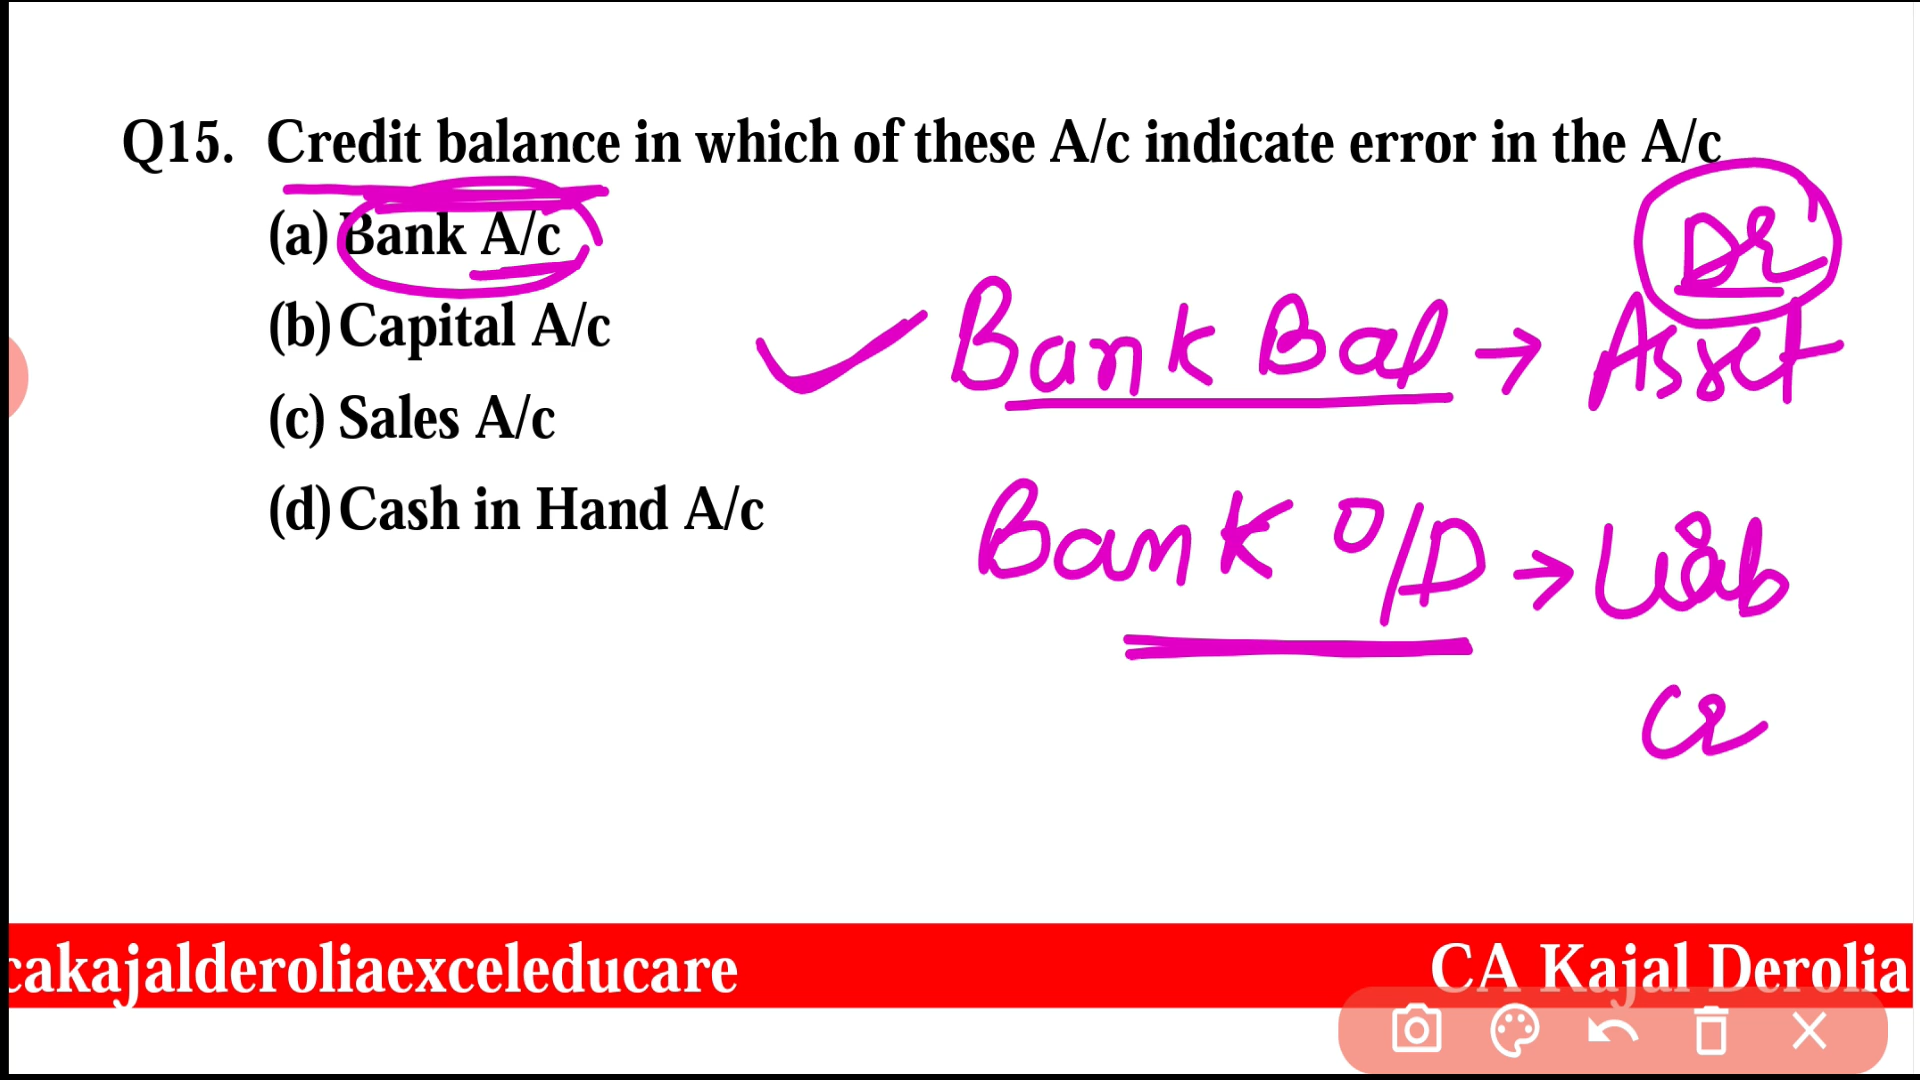 Q15. Credit balance in which of these A/c indicate error in the A/c
(a) Bank A/c
Dr
(b) Capital A/c
Bank Bal → Asset
(c) Sales A/c
(d) Cash in Hand A/c
Bank O/D → Liab
Cr
cakajalderoliaexceleducare
CA Kajal Derolia